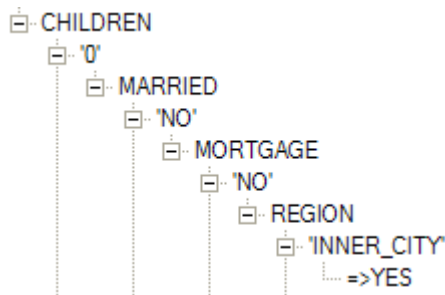 CHILDREN
'0'
MARRIED
'NO'
MORTGAGE
'NO'
REGION
'INNER_CITY'
=>YES